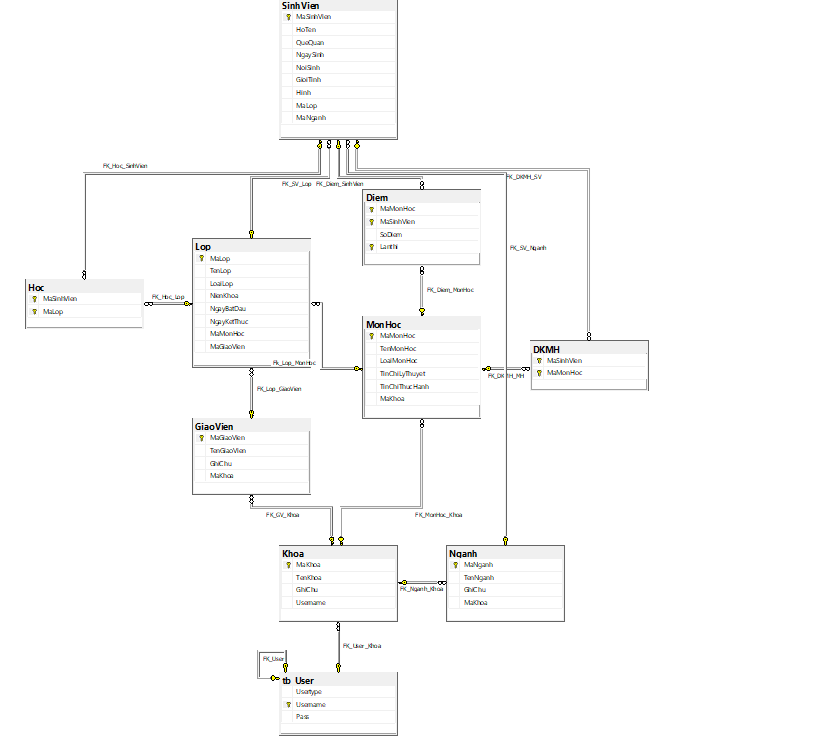 SinhVien
MaSinhVien
HoTen
QueQuan
NgaySinh
NoiSinh
GioiTinh
Hinh
MaLop
MaNganh
FK_Hoc_SinhVien
FK_SV_Lop
FK_Diem_SinhVien
FK_DKMH_SV
Diem
MaMonHoc
MaSinhVien
SoDiem
Lanthi
FK_SV_Nganh
Lop
MaLop
TenLop
LoaiLop
NienKhoa
NgayBatDau
NgayKetThuc
MaMonHoc
MaGiaoVien
Hoc
MaSinhVien
MaLop
FK_Hoc_Lop
FK_Diem_MonHoc
MonHoc
MaMonHoc
TenMonHoc
LoaiMonHoc
TinChiLyThuyet
TinChiThucHanh
MaKhoa
DKMH
MaSinhVien
MaMonHoc
FK_Lop_MonHoc
FK_DKMH_MH
FK_Lop_GiaoVien
GiaoVien
MaGiaoVien
TenGiaoVien
GhiChu
MaKhoa
FK_GV_Khoa
FK_MonHoc_Khoa
Khoa
MaKhoa
TenKhoa
GhiChu
Username
Nganh
MaNganh
TenNganh
GhiChu
MaKhoa
FK_Nganh_Khoa
FK_User_Khoa
FK_User
tb_User
Usertype
Username
Pass